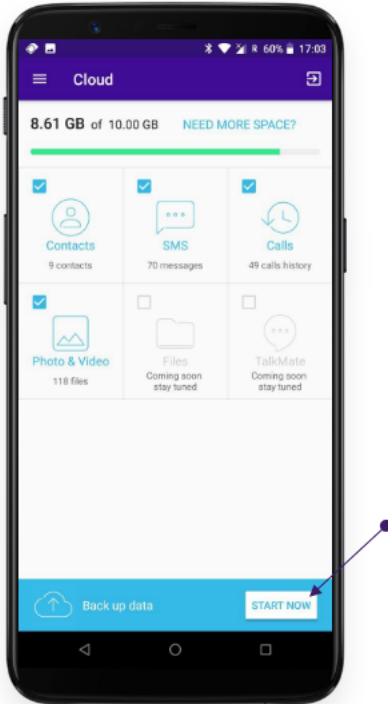 R 60% 17:03
Cloud
8.61 GB of 10.00 GB NEED MORE SPACE?
Contacts
9 contacts
SMS
70 messages
Calls
49 calls history
Photo & Video
118 files
Files
Coming soon
stay tuned
TalkMate
Coming soon
stay tuned
Back up data
START NOW